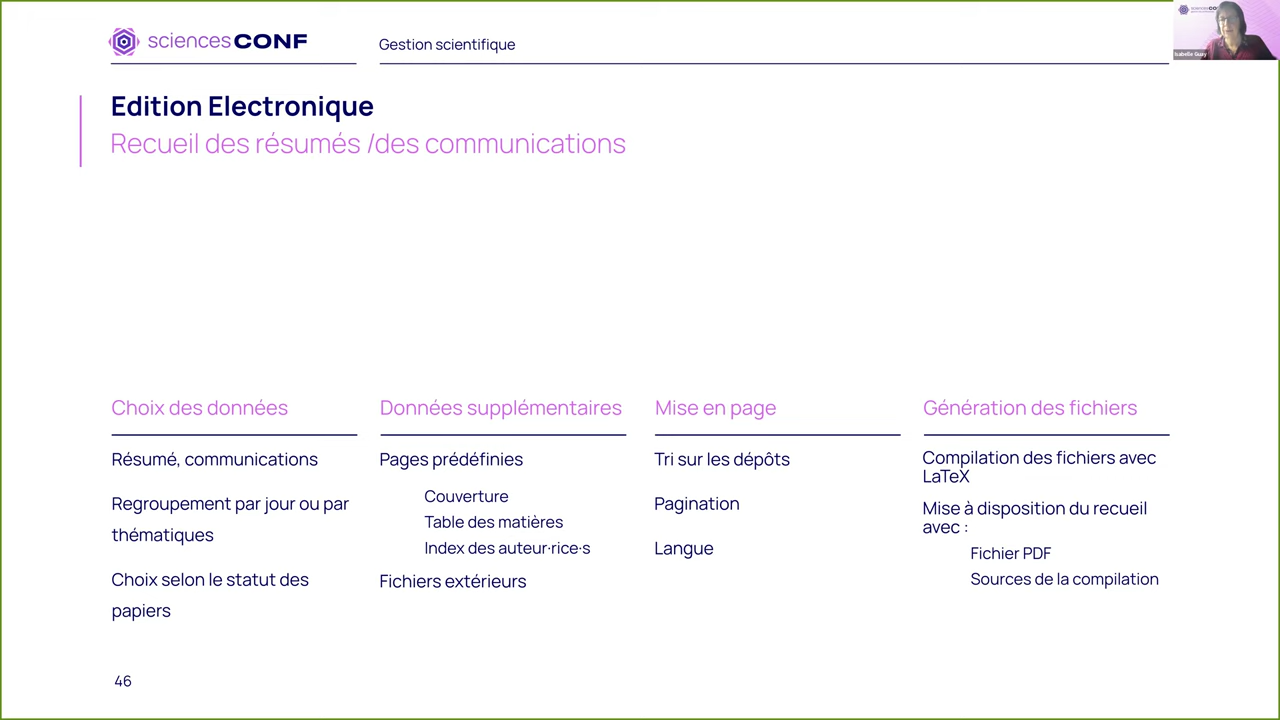 sciencesCONF
Gestion scientifique
sciencesCONF
Isabelle Guay
Edition Electronique
Recueil des résumés /des communications
Choix des données
Résumé, communications
Regroupement par jour ou par
thématiques
Choix selon le statut des
papiers
Données supplémentaires
Pages prédéfinies
Couverture
Table des matières
Index des auteur·rice·s
Fichiers extérieurs
Mise en page
Tri sur les dépôts
Pagination
Langue
Génération des fichiers
Compilation des fichiers avec
LaTeX
Mise à disposition du recueil
avec :
Fichier PDF
Sources de la compilation
46